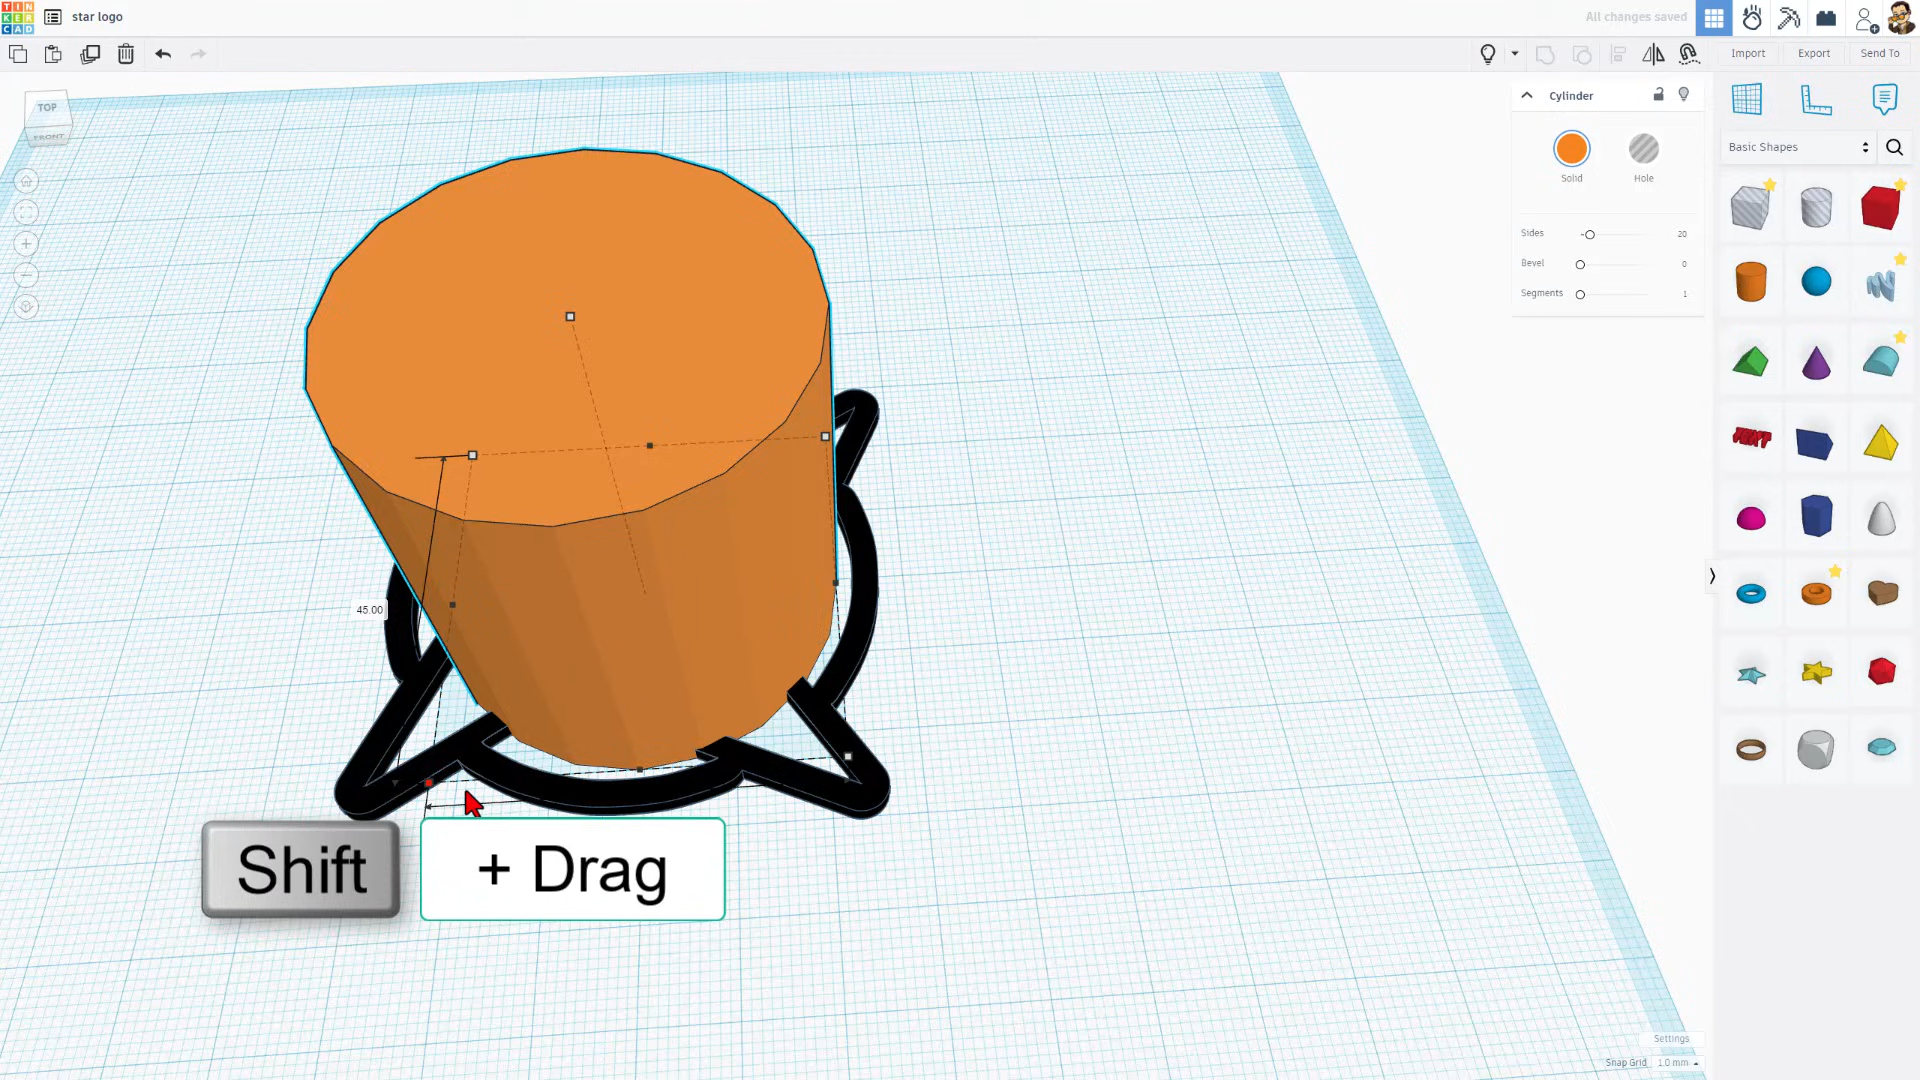 TIN
KER
CAD
star logo
All changes saved
Import
Export
Send To
TOP
FRONT
Cylinder
Solid
Hole
Sides
20
Bevel
0
Segments
1
Basic Shapes
TEXT
45.00
Shift
+ Drag
Settings
Snap Grid
1.0 mm